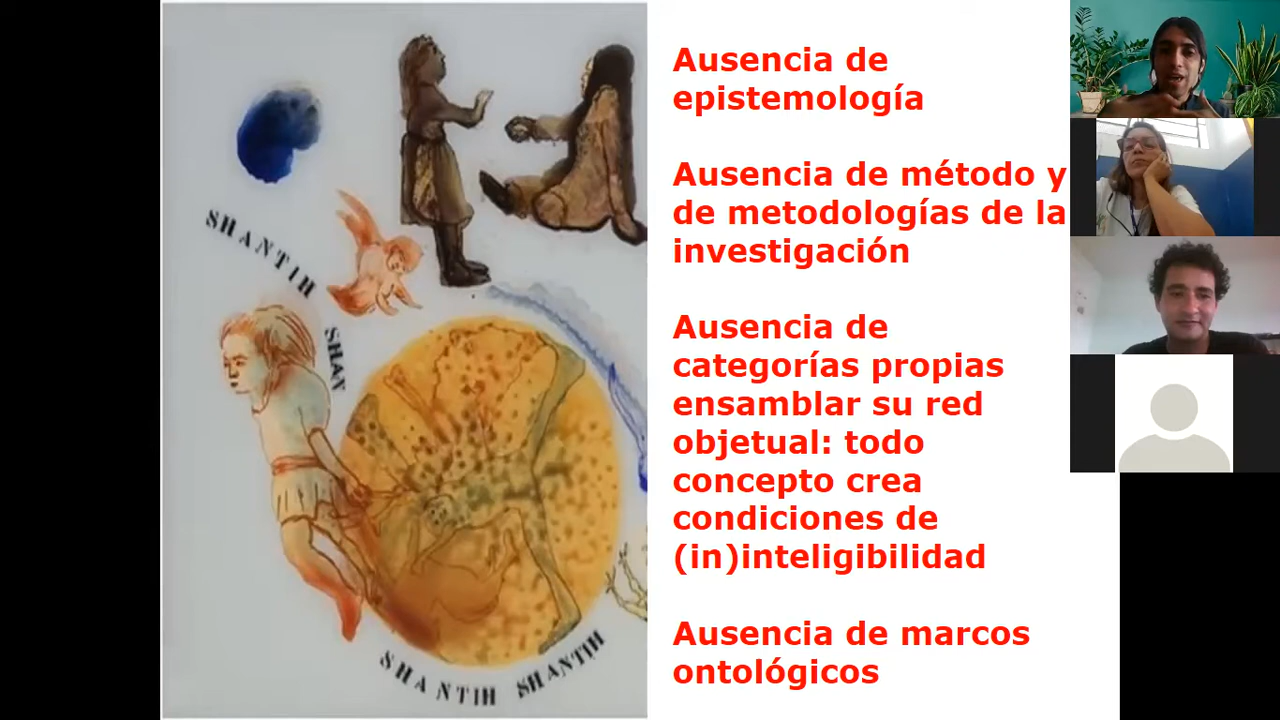 SHANTIH
SHAN
SHANTIH SHANTIH
Ausencia de
epistemología
Ausencia de método y
de metodologías de la
investigación
Ausencia de
categorías propias
ensamblar su red
objetual: todo
concepto crea
condiciones de
(in)inteligibilidad
Ausencia de marcos
ontológicos